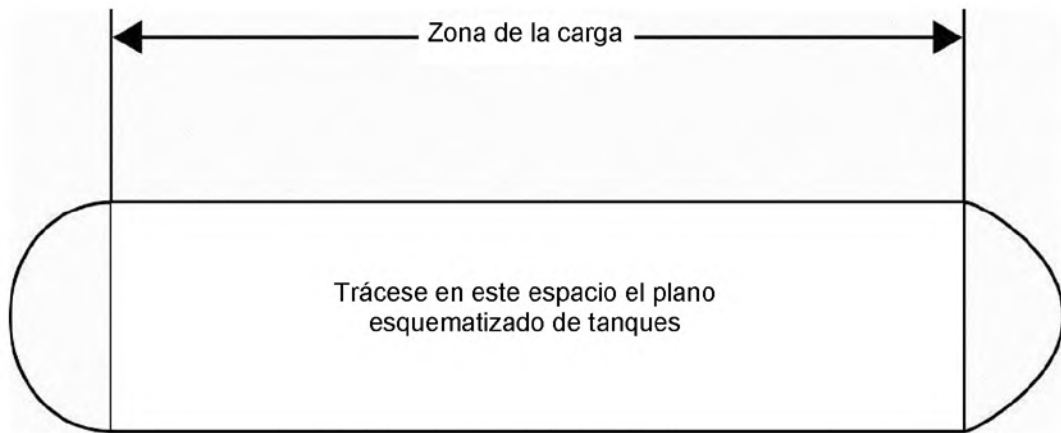 Zona de la carga
Trácese en este espacio el plano
esquematizado de tanques